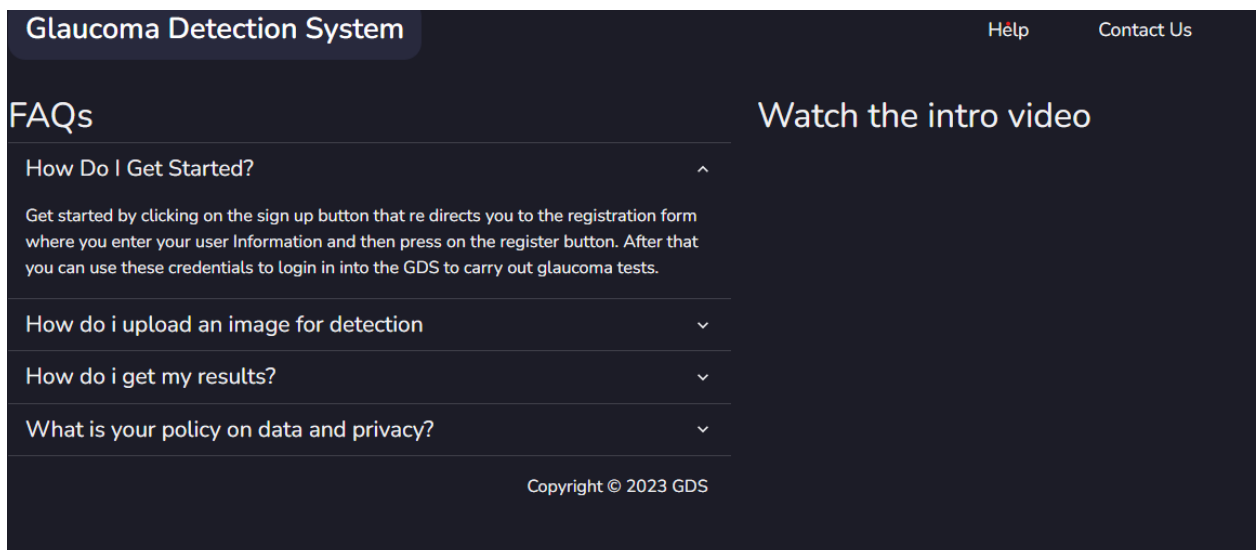 Glaucoma Detection System
Help
Contact Us
FAQs
Watch the intro video
How Do I Get Started?
Get started by clicking on the sign up button that re directs you to the registration form
where you enter your user Information and then press on the register button. After that
you can use these credentials to login in into the GDS to carry out glaucoma tests.
How do i upload an image for detection
How do i get my results?
What is your policy on data and privacy?
Copyright © 2023 GDS